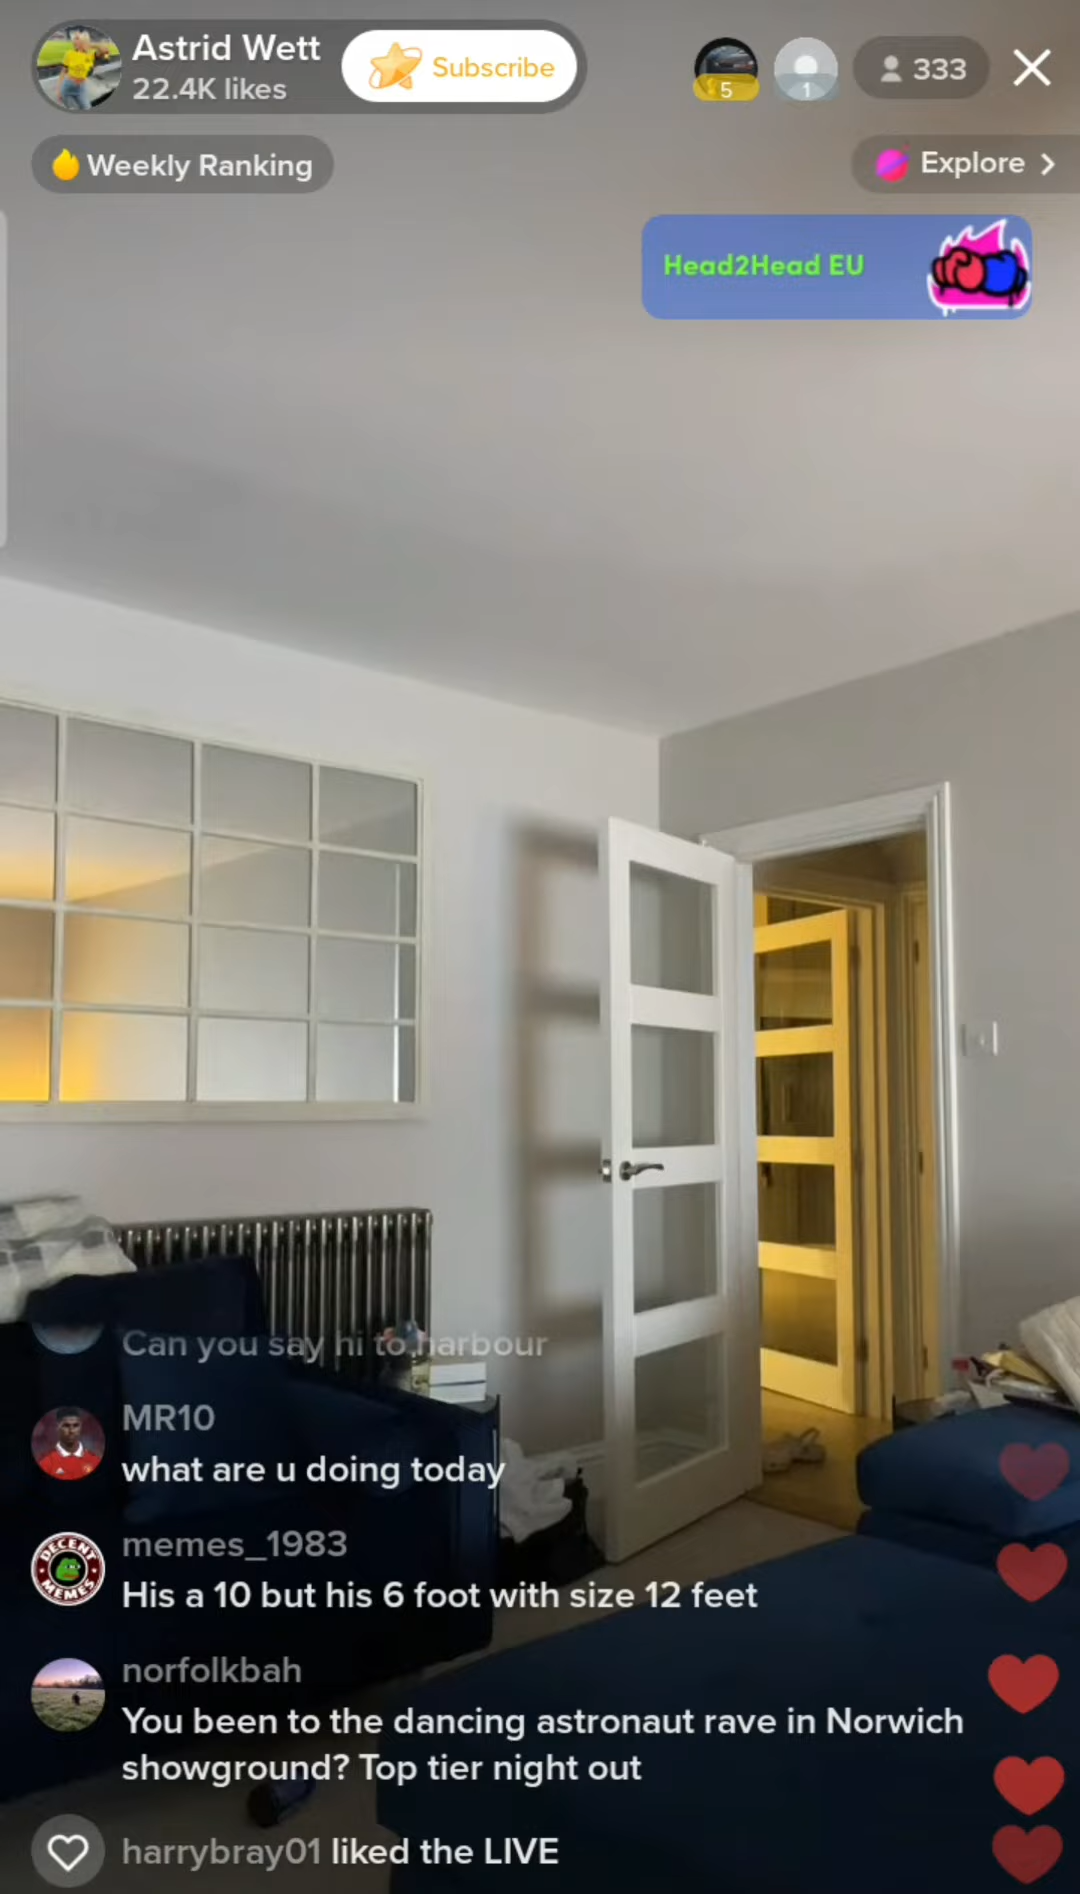 Astrid Wett
22.4K likes
Subscribe
5
1
333
Weekly Ranking
Explore
Head2Head EU
Can you say hi to harbour
MR10
what are u doing today
DECENT
MEMES
memes_1983
His a 10 but his 6 foot with size 12 feet
norfolkbah
You been to the dancing astronaut rave in Norwich
showground? Top tier night out
harrybray01 liked the LIVE